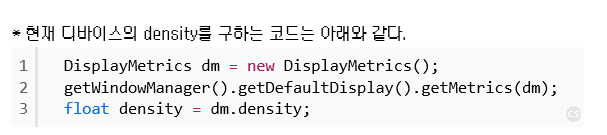 * 현재 디바이스의 density를 구하는 코드는 아래와 같다.
1 DisplayMetrics dm = new DisplayMetrics();
2 getWindowManager().getDefaultDisplay().getMetrics(dm);
3 float density = dm.density;
cs